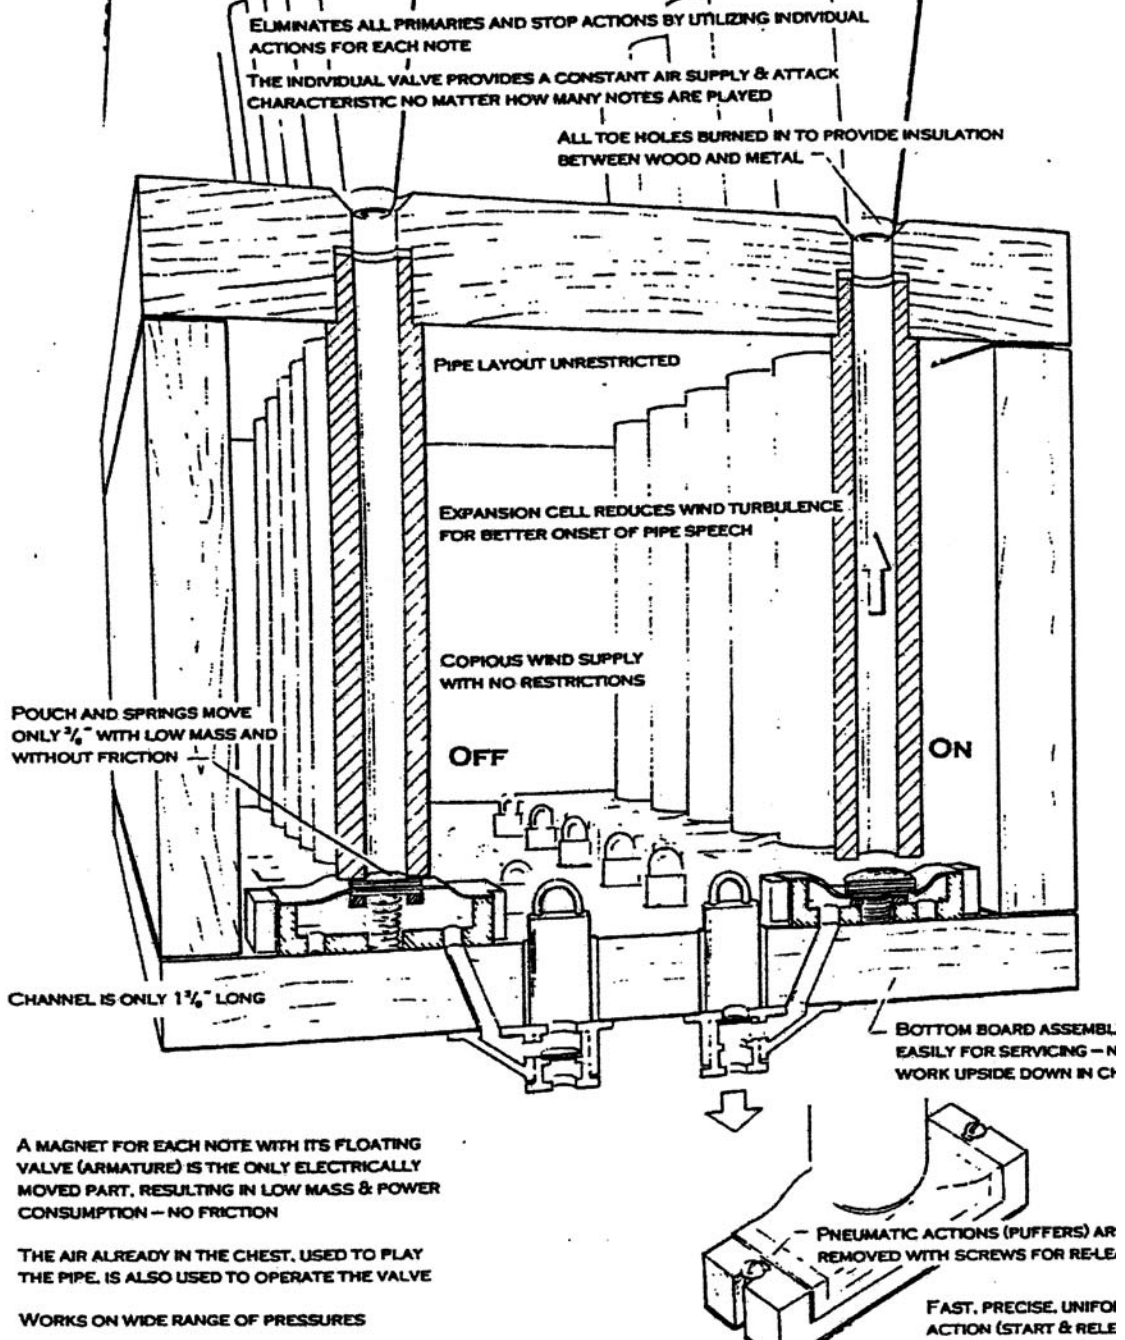 ELIMINATES ALL PRIMARIES AND STOP ACTIONS BY UTILIZING INDIVIDUAL
ACTIONS FOR EACH NOTE
THE INDIVIDUAL VALVE PROVIDES A CONSTANT AIR SUPPLY & ATTACK
CHARACTERISTIC NO MATTER HOW MANY NOTES ARE PLAYED
ALL TOE HOLES BURNED IN TO PROVIDE INSULATION
BETWEEN WOOD AND METAL
PIPE LAYOUT UNRESTRICTED
EXPANSION CELL REDUCES WIND TURBULENCE
FOR BETTER ONSET OF PIPE SPEECH
COPIOUS WIND SUPPLY
WITH NO RESTRICTIONS
POUCH AND SPRINGS MOVE
ONLY WITH LOW MASS AND
WITHOUT FRICTION
OFF
ON
CHANNEL IS ONLY LONG
BOTTOM BOARD ASSEMBL
EASILY FOR SERVICING – N
WORK UPSIDE DOWN IN CH
A MAGNET FOR EACH NOTE WITH ITS FLOATING
VALVE (ARMATURE) IS THE ONLY ELECTRICALLY
MOVED PART, RESULTING IN LOW MASS & POWER
CONSUMPTION – NO FRICTION
THE AIR ALREADY IN THE CHEST, USED TO PLAY
THE PIPE, IS ALSO USED TO OPERATE THE VALVE
WORKS ON WIDE RANGE OF PRESSURES
PNEUMATIC ACTIONS (PUFFERS) AR
REMOVED WITH SCREWS FOR RE-LEA
FAST, PRECISE, UNIFO
ACTION (START & RELE